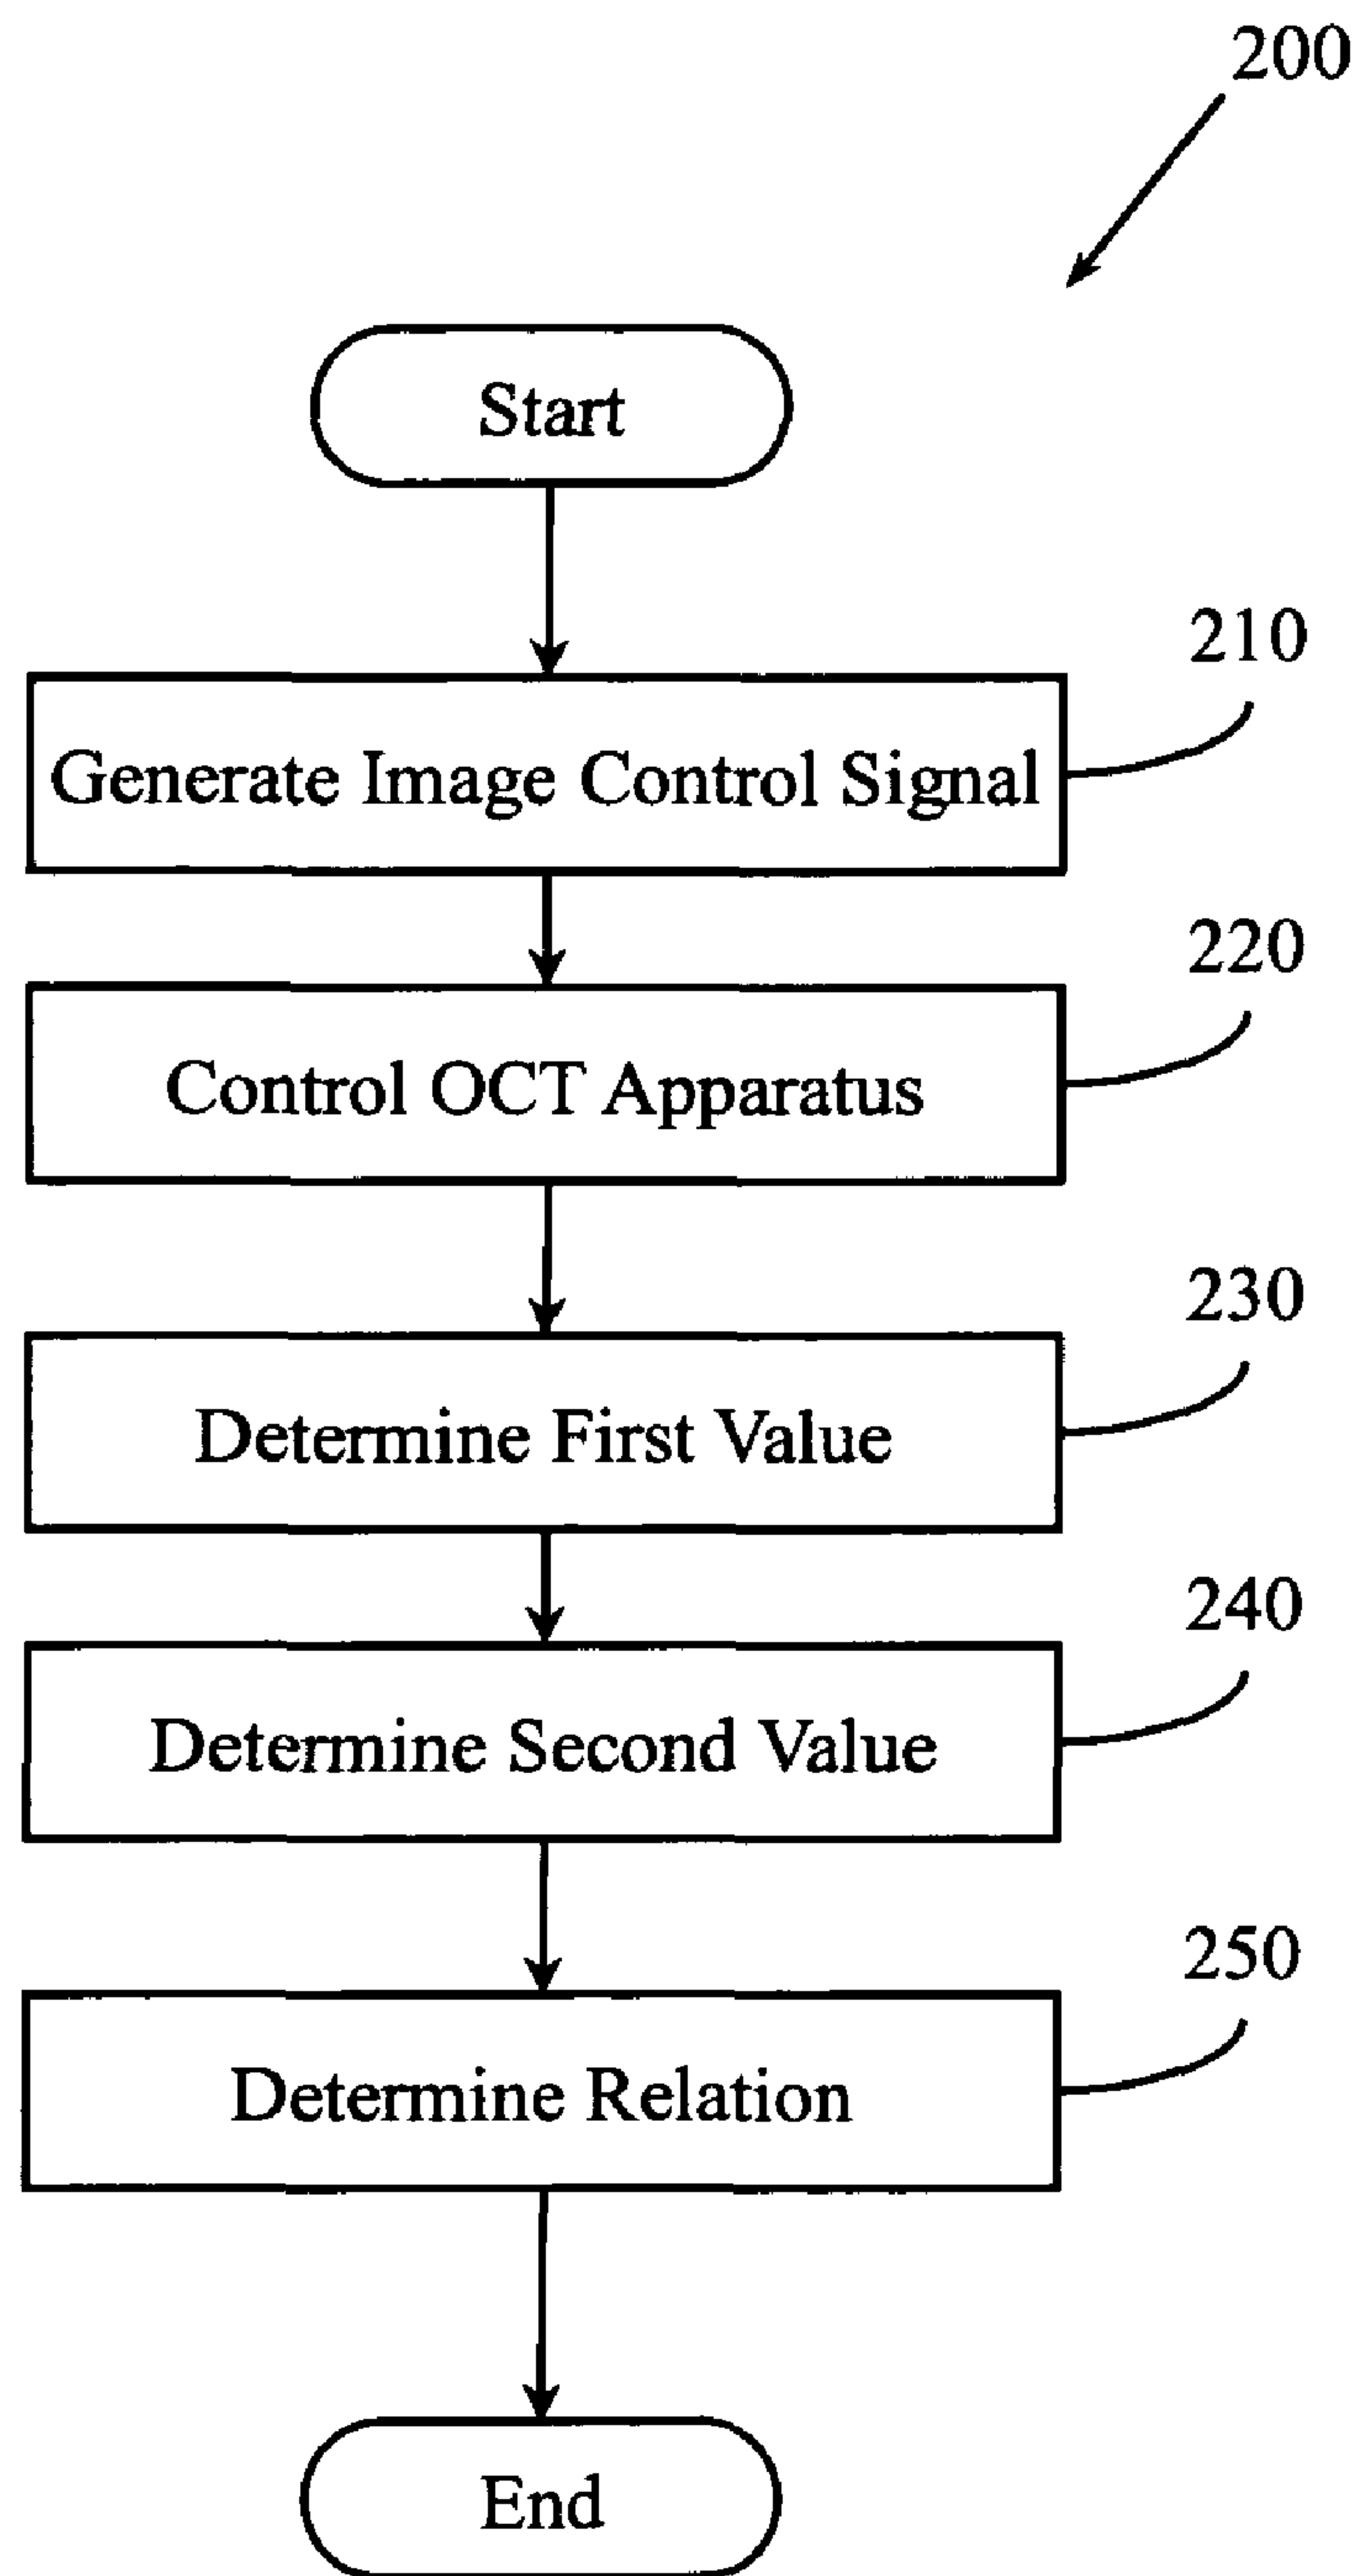 200
Start
210
Generate Image Control Signal
220
Control OCT Apparatus
230
Determine First Value
240
Determine Second Value
250
Determine Relation
End